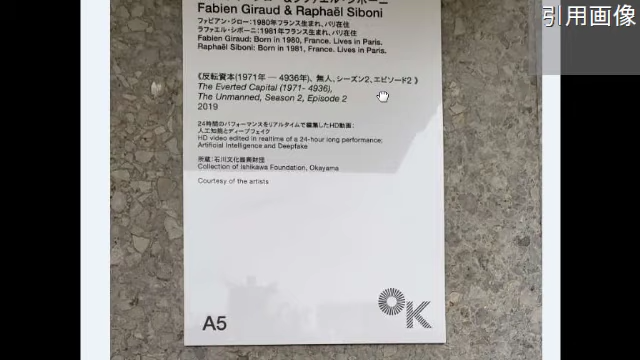 引用画像
Fabien Giraud & Raphaël Siboni
ファビアン・ジロー:1980年フランス生まれ、パリ在住
ラファエル・シボーニ:1981年フランス生まれ、パリ在住
Fabien Giraud: Born in 1980, France. Lives in Paris.
Raphaël Siboni: Born in 1981, France. Lives in Paris.
《反転資本(1971年 ― 4936年)、無人、シーズン2、エピソード2 》
The Everted Capital (1971- 4936),
The Unmanned, Season 2, Episode 2
2019
24時間のパフォーマンスをリアルタイムで編集したHD動画;
人工知能とディープフェイク
HD video edited in realtime of a 24-hour long performance;
Artificial Intelligence and Deepfake
所蔵:石川文化振興財団
Collection of Ishikawa Foundation, Okayama
Courtesy of the artists
A5
OK